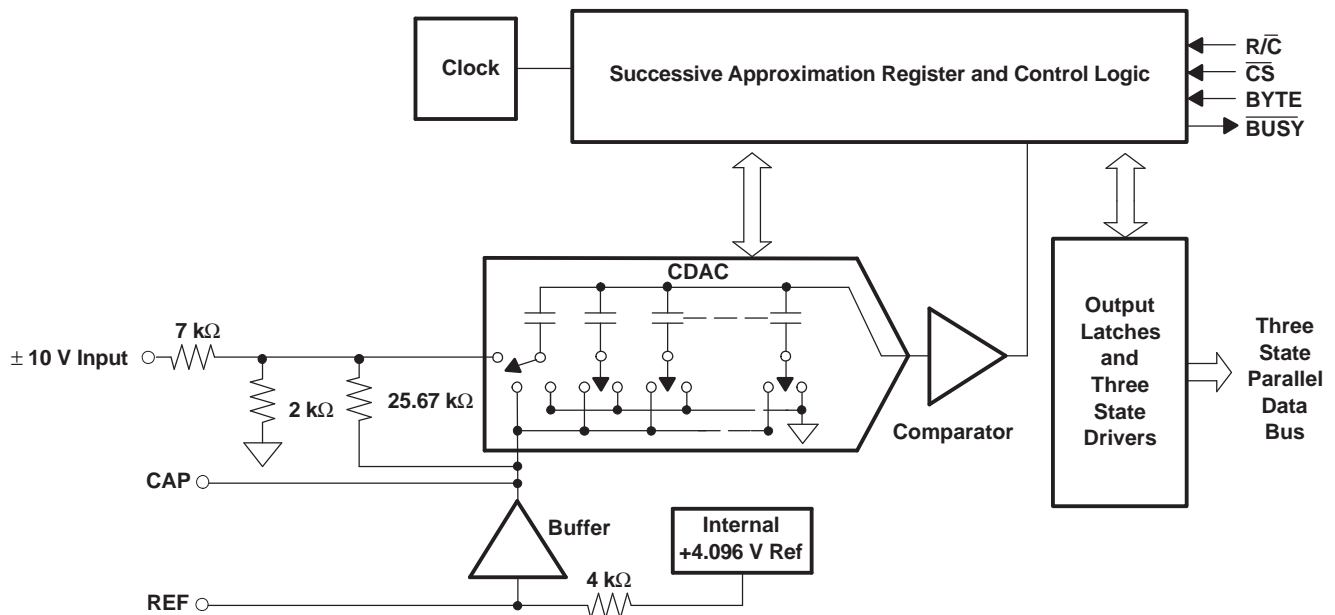 Clock
Successive Approximation Register and Control Logic
R/C̅
C̅S̅
BYTE
B̅U̅S̅Y̅
CDAC
± 10 V Input
7 kΩ
2 kΩ
25.67 kΩ
Comparator
Output
Latches
and
Three
State
Drivers
Three
State
Parallel
Data
Bus
CAP
Buffer
Internal
+4.096 V Ref
4 kΩ
REF